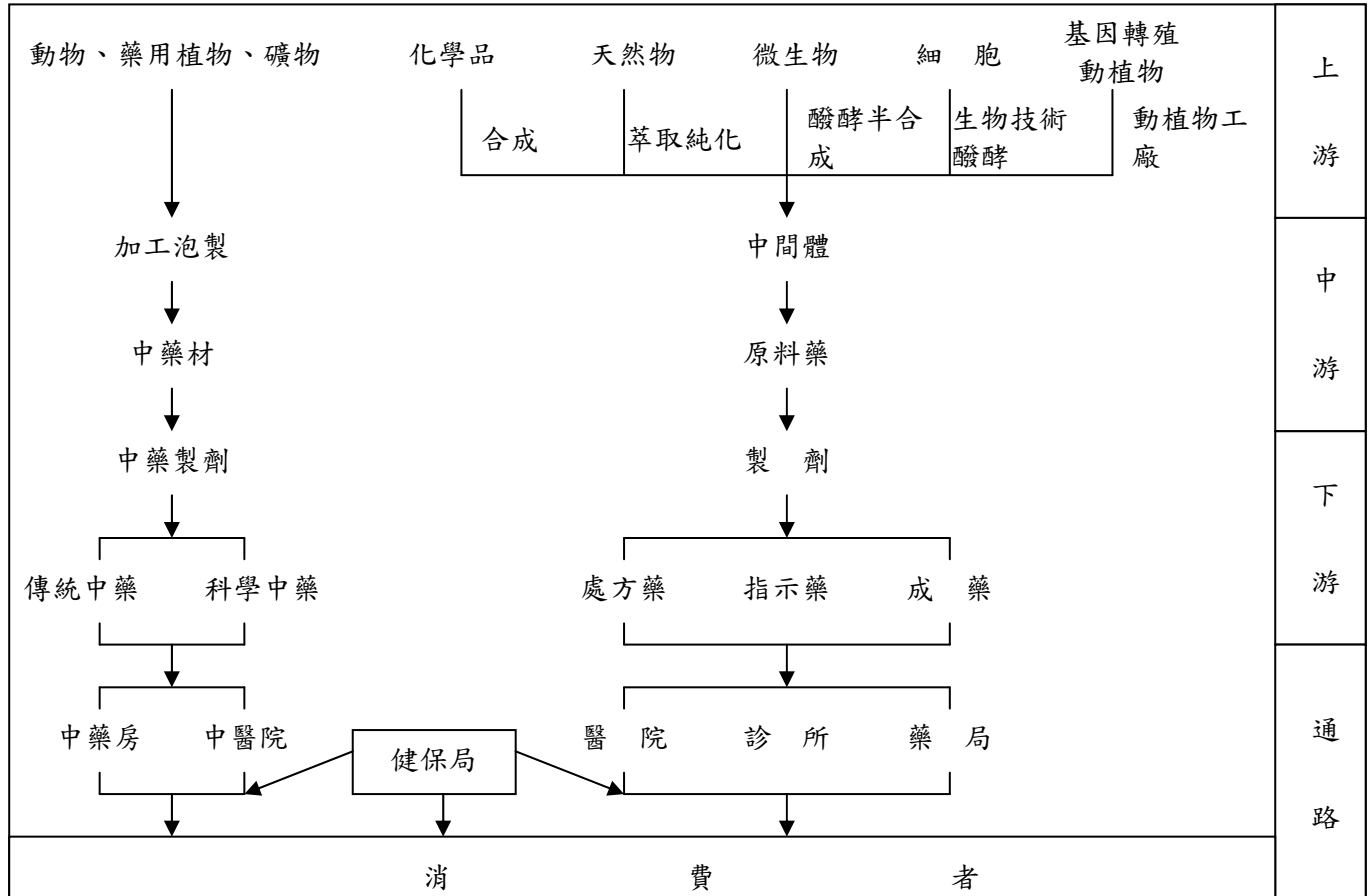 動物、藥用植物、礦物 化學品 天然物 微生物 細 胞 基因轉殖
動植物
合成 萃取純化 醱酵半合
成 生物技術
醱酵 動植物工
廠
上
游
加工泡製 中間體
中藥材 原料藥
中
游
中藥製劑 製 劑
傳統中藥 科學中藥 處方藥 指示藥 成 藥
下
游
中藥房 中醫院 健保局 醫 院 診 所 藥 局
通
路
消 費 者